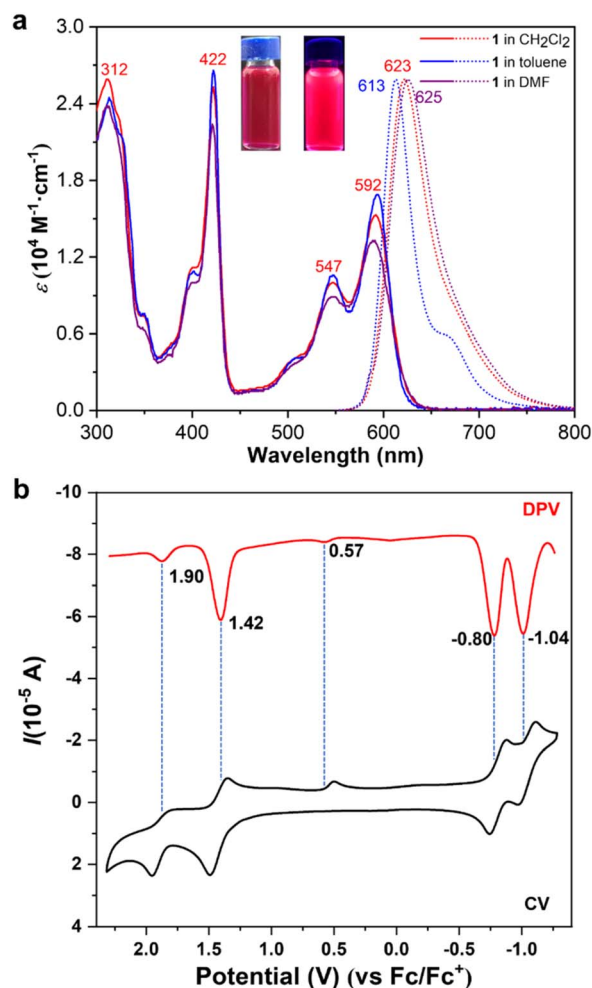 a
3.0
2.4
1.8
1.2
0.6
0.0
ε (10⁴ M⁻¹·cm⁻¹)
312
422
547
592
613
623
625
1 in CH₂Cl₂
1 in toluene
1 in DMF
300 400 500 600 700 800
Wavelength (nm)
b
-10
-8
-6
-4
-2
0
2
4
I(10⁻⁵ A)
DPV
1.90
1.42
0.57
-0.80
-1.04
CV
2.0 1.5 1.0 0.5 0.0 -0.5 -1.0
Potential (V) (vs Fc/Fc⁺)